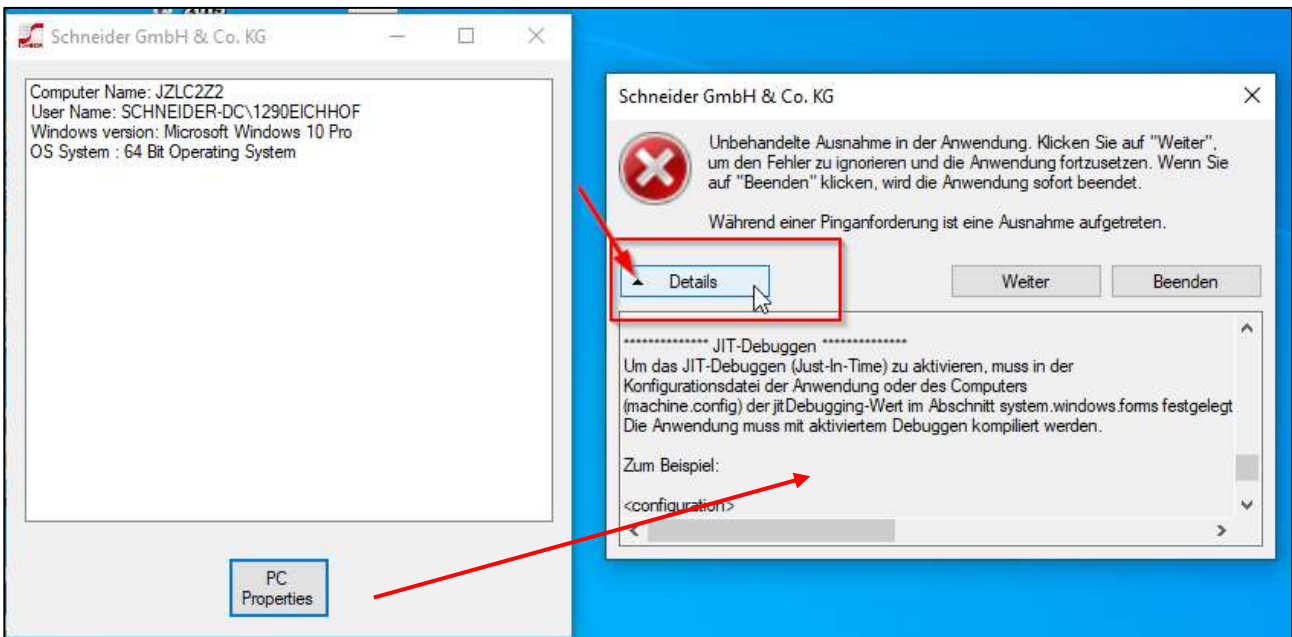 Schneider GmbH & Co. KG
Computer Name: JZLC2Z2
User Name: SCHNEIDER-DC\1290EICHHOF
Windows version: Microsoft Windows 10 Pro
OS System : 64 Bit Operating System
PC
Properties
Schneider GmbH & Co. KG
Unbehandelte Ausnahme in der Anwendung. Klicken Sie auf "Weiter",
um den Fehler zu ignorieren und die Anwendung fortzusetzen. Wenn Sie
auf "Beenden" klicken, wird die Anwendung sofort beendet.
Während einer Pinganforderung ist eine Ausnahme aufgetreten.
Details
Weiter
Beenden
************** JIT-Debuggen **************
Um das JIT-Debuggen (Just-In-Time) zu aktivieren, muss in der
Konfigurationsdatei der Anwendung oder des Computers
(machine.config) der jitDebugging-Wert im Abschnitt system.windows.forms festgelegt
Die Anwendung muss mit aktiviertem Debuggen kompiliert werden.
Zum Beispiel:
<configuration>